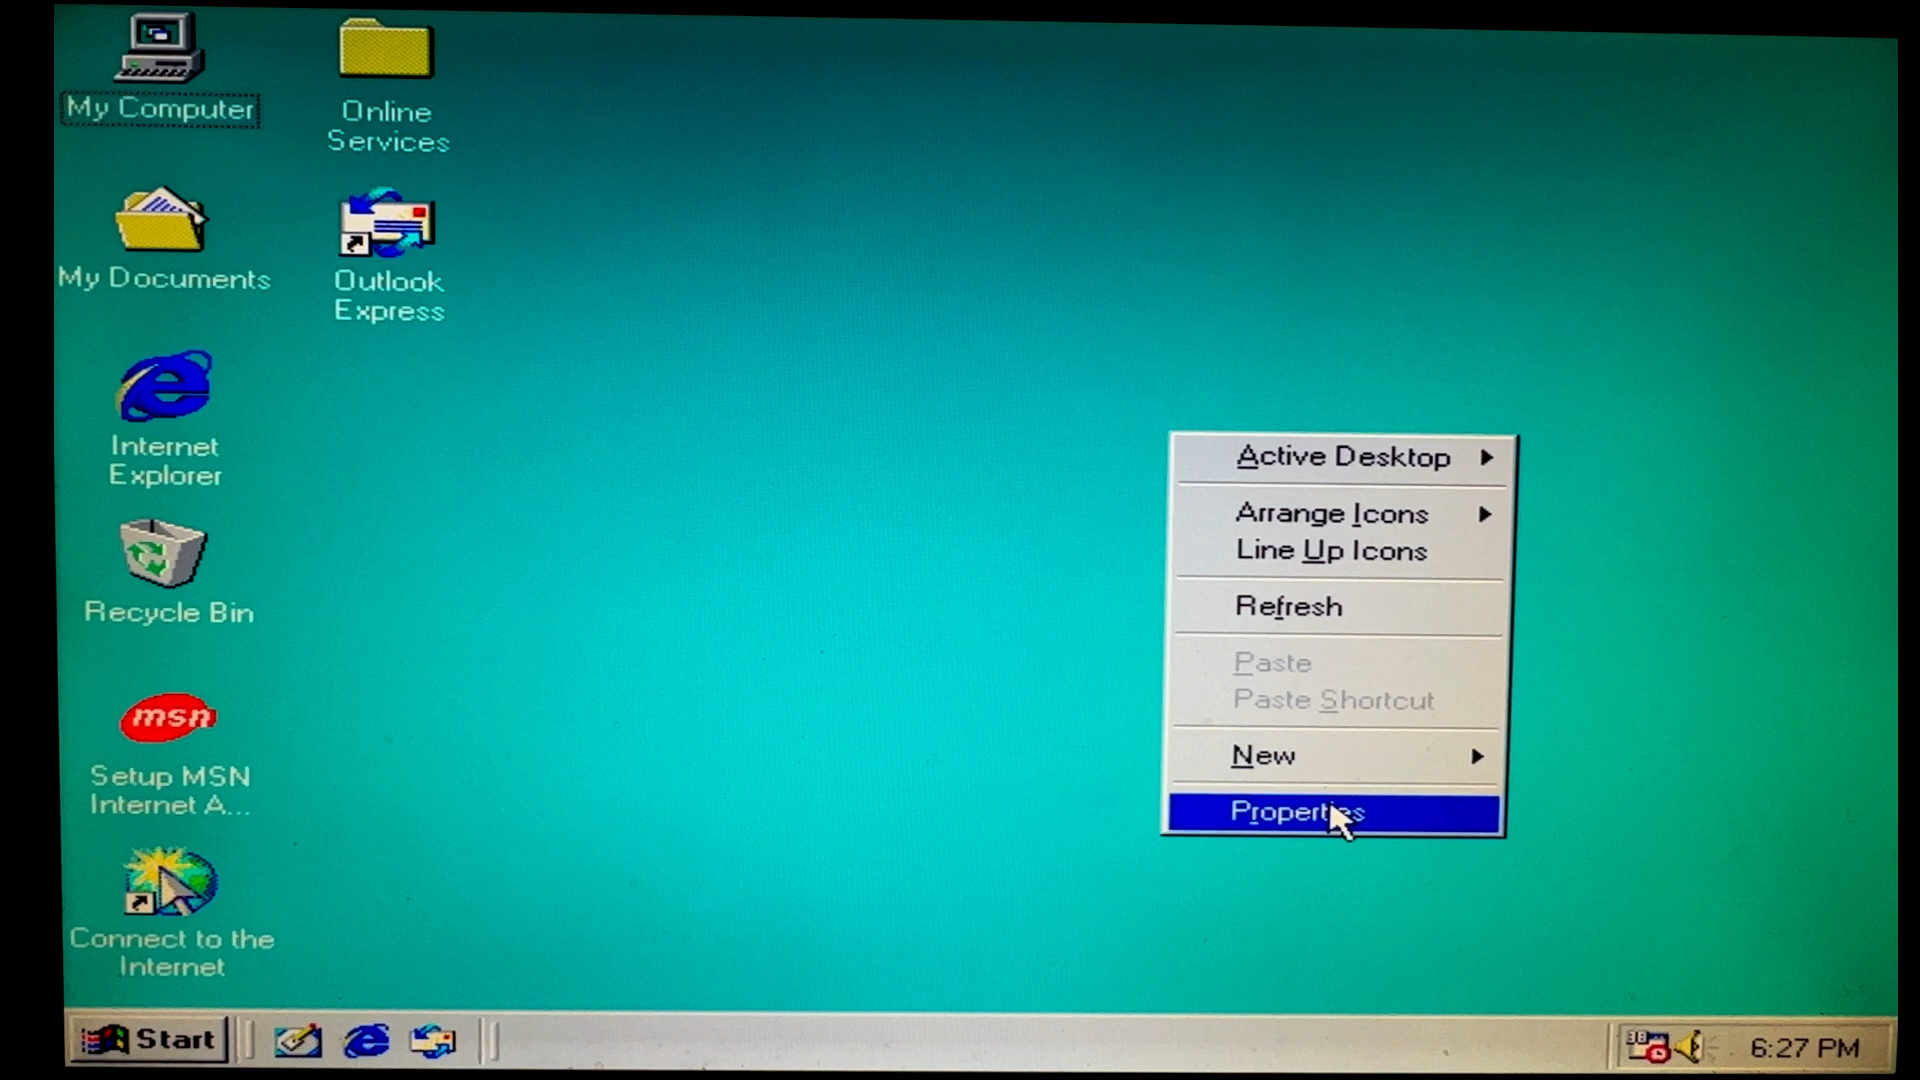 My Computer
Online
Services
My Documents
Outlook
Express
Internet
Explorer
Recycle Bin
msn
Setup MSN
Internet A...
Connect to the
Internet
Active Desktop
Arrange Icons
Line Up Icons
Refresh
Paste
Paste Shortcut
New
Properties
Start
6:27 PM